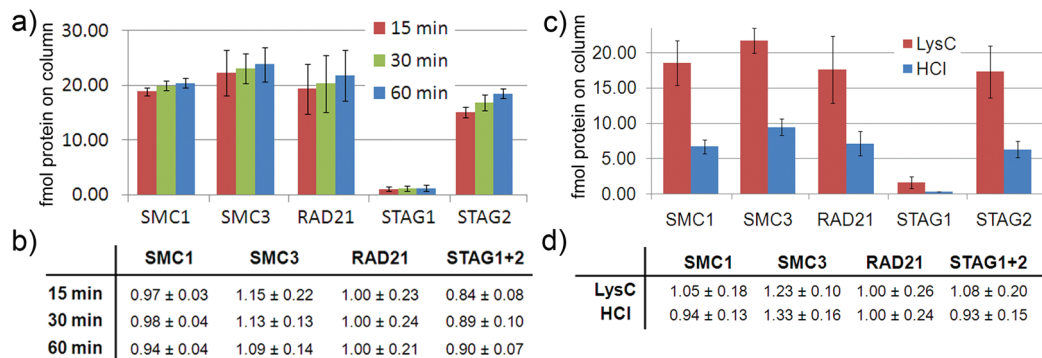 a)
fmol protein on column
30.00
20.00
10.00
0.00
15 min
30 min
60 min
SMC1 SMC3 RAD21 STAG1 STAG2
b)
SMC1 SMC3 RAD21 STAG1+2
15 min 0.97 ± 0.03 1.15 ± 0.22 1.00 ± 0.23 0.84 ± 0.08
30 min 0.98 ± 0.04 1.13 ± 0.13 1.00 ± 0.24 0.89 ± 0.10
60 min 0.94 ± 0.04 1.09 ± 0.14 1.00 ± 0.21 0.90 ± 0.07
c)
fmol protein on column
20.00
15.00
10.00
5.00
0.00
LysC
HCl
SMC1 SMC3 RAD21 STAG1 STAG2
d)
SMC1 SMC3 RAD21 STAG1+2
LysC 1.05 ± 0.18 1.23 ± 0.10 1.00 ± 0.26 1.08 ± 0.20
HCl 0.94 ± 0.13 1.33 ± 0.16 1.00 ± 0.24 0.93 ± 0.15